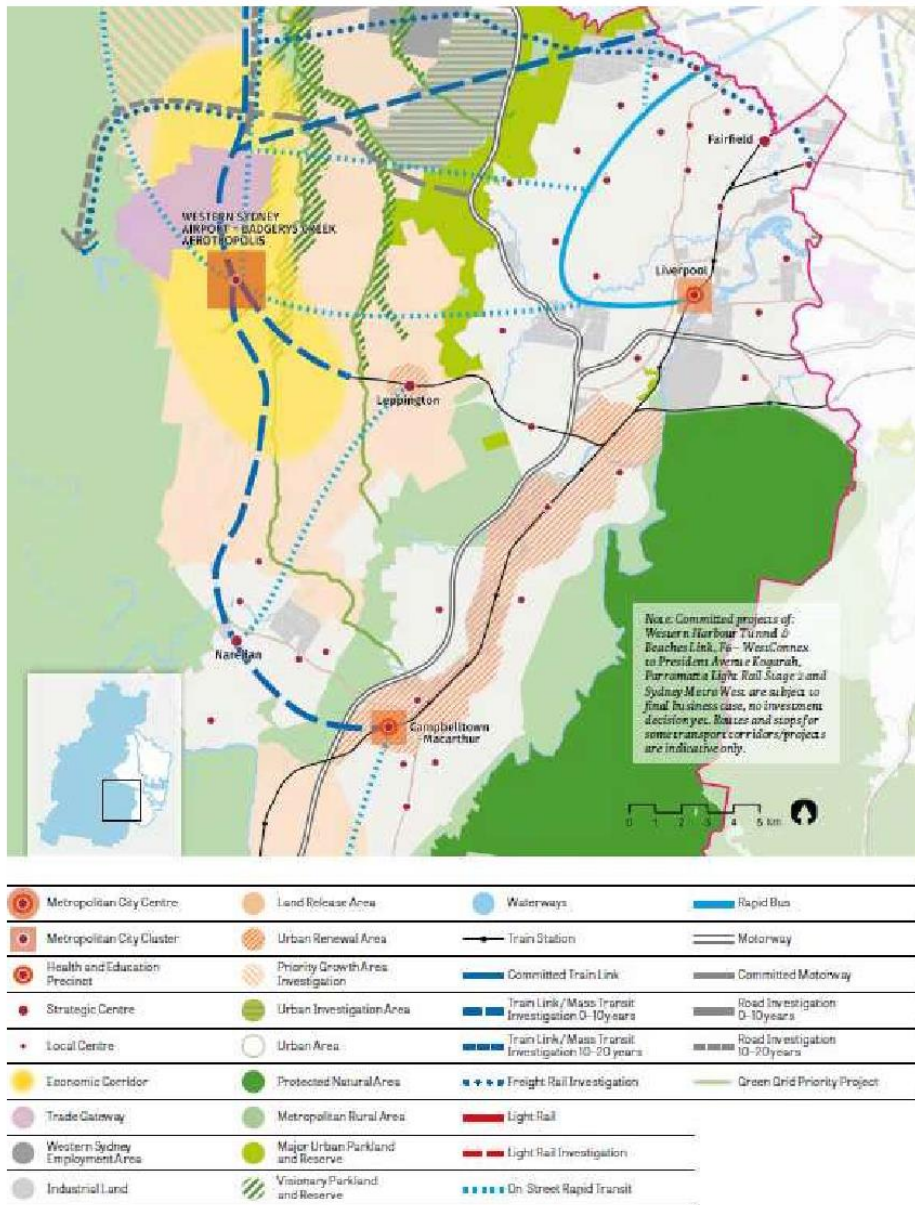 Fairfield
WESTERN SYDNEY
AIRPORT - BADGERYS CREEK
AEROTROPOLIS
Liverpool
Leppington
Narellan
Campbelltown
Macarthur
Note: Committed projects of:
Western Harbour Tunnel &
Beaches Link, F6 – WestConnex
to President Avenue Kogarah,
Parramatta Light Rail Stage 2 and
Sydney Metro West are subject to
final business case, no investment
decision yet. Routes and stops for
some transport corridors/projects
are indicative only.
0 1 2 3 4 5 km
Metropolitan City Centre
Land Release Area
Waterways
Rapid Bus
Metropolitan City Cluster
Urban Renewal Area
Train Station
Motorway
Health and Education
Precinct
Priority Growth Area
Investigation
Committed Train Link
Committed Motorway
Strategic Centre
Urban Investigation Area
Train Link/Mass Transit
Investigation 0-10years
Road Investigation
0-10years
Local Centre
Urban Area
Train Link/Mass Transit
Investigation 10-20 years
Road Investigation
10-20years
Economic Corridor
Protected Natural Area
Freight Rail Investigation
Green Grid Priority Project
Trade Gateway
Metropolitan Rural Area
Light Rail
Western Sydney
Employment Area
Major Urban Parkland
and Reserve
Light Rail Investigation
Industrial Land
Visionary Parkland
and Reserve
On Street Rapid Transit